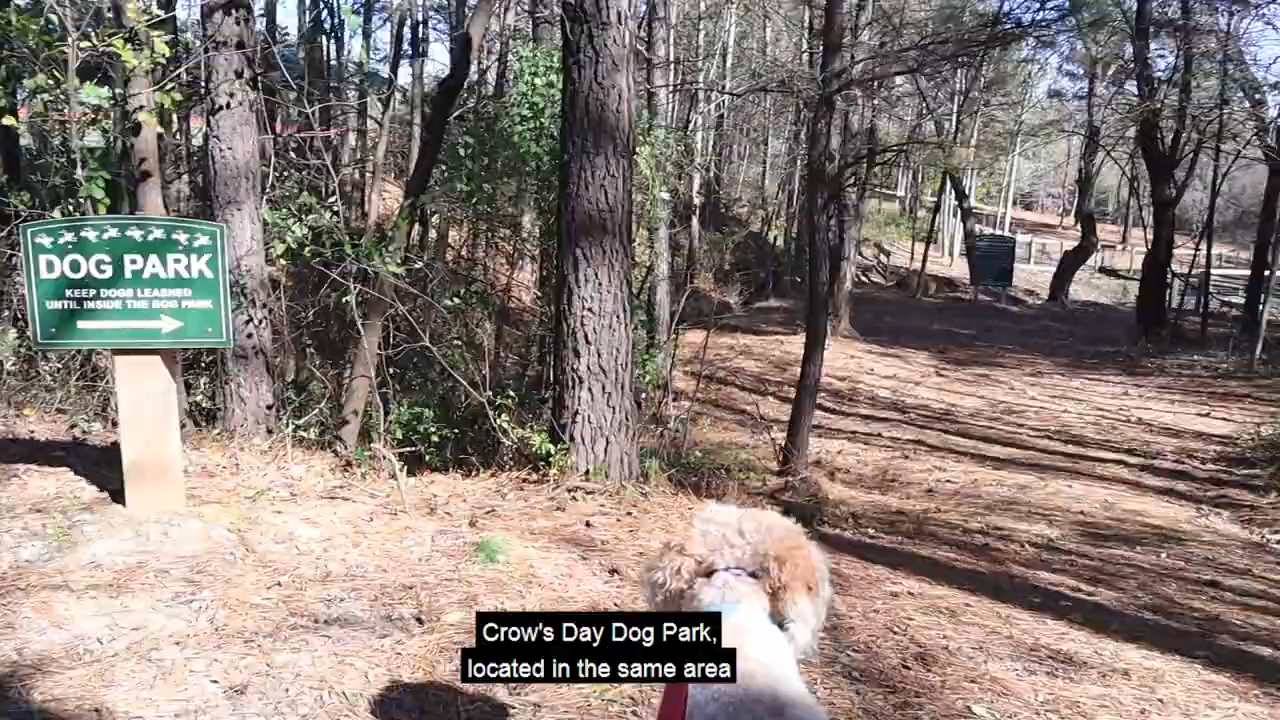 DOG PARK
KEEP DOGS LEASHED
UNTIL INSIDE THE DOG PARK
Crow's Day Dog Park,
located in the same area